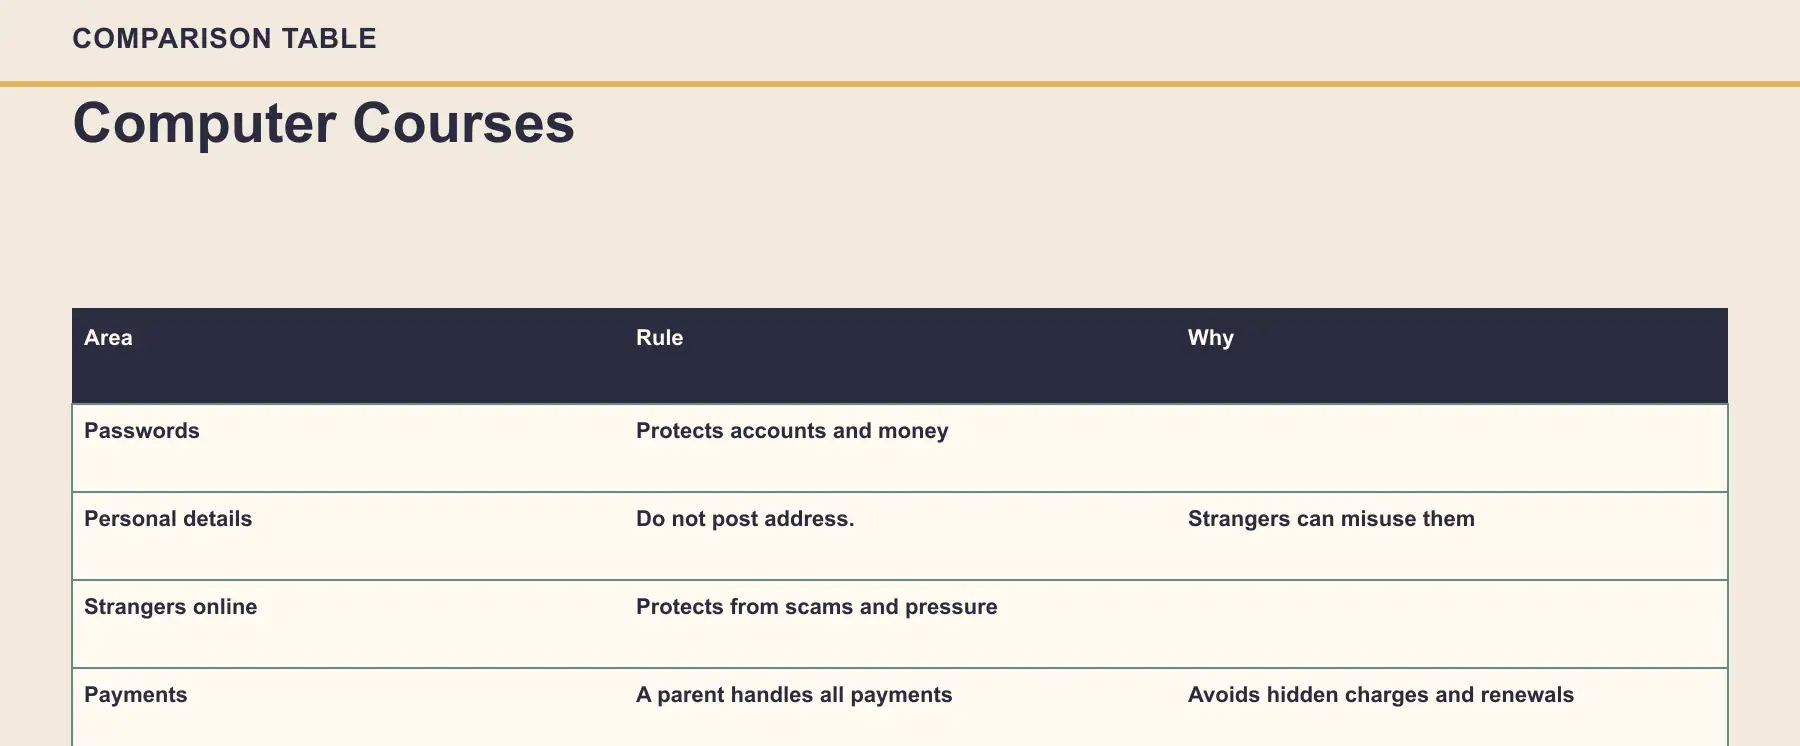 COMPARISON TABLE
Computer Courses
Area Rule Why
Passwords Protects accounts and money
Personal details Do not post address. Strangers can misuse them
Strangers online Protects from scams and pressure
Payments A parent handles all payments Avoids hidden charges and renewals